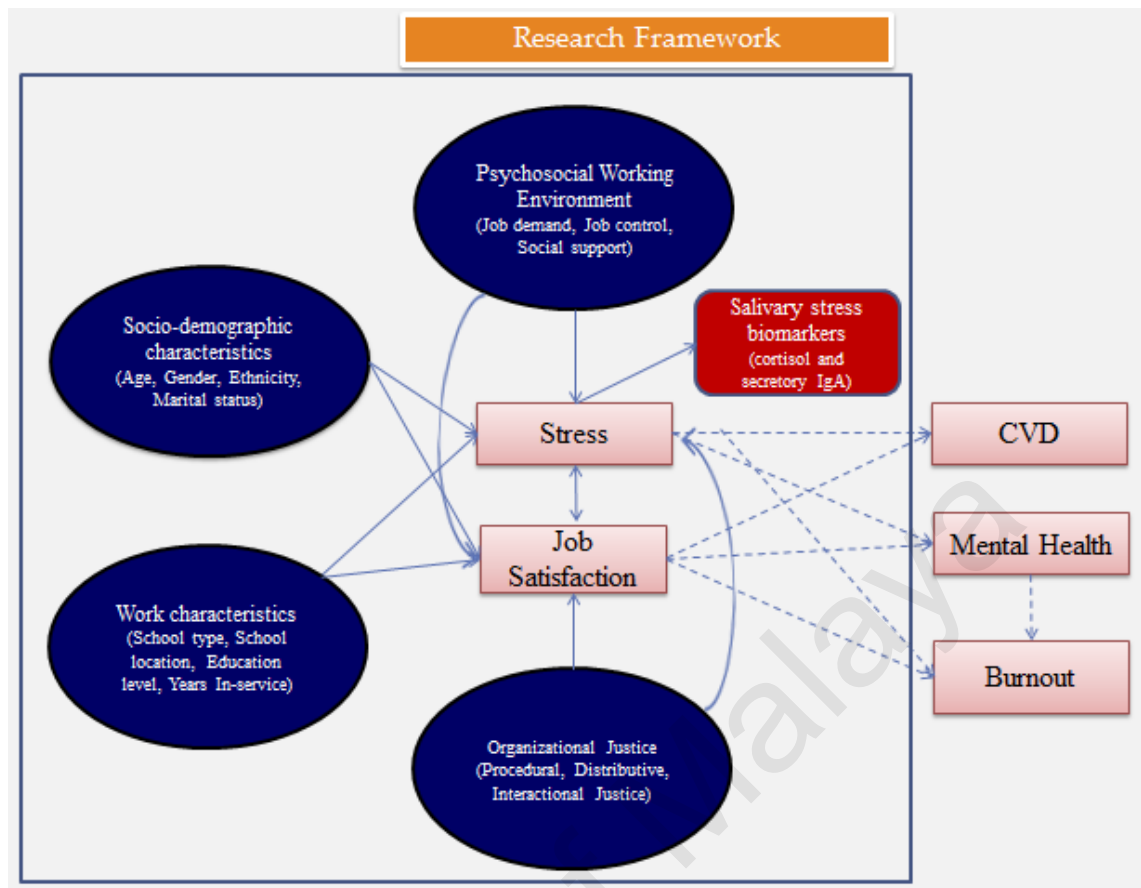 Research Framework
Psychosocial Working
Environment
(Job demand, Job control,
Social support)
Socio-demographic
characteristics
(Age, Gender, Ethnicity,
Marital status)
Salivary stress
biomarkers
(cortisol and
secretory IgA)
Stress
CVD
Job
Satisfaction
Mental Health
Work characteristics
(School type, School
location, Education
level, Years In-service)
Burnout
Organizational Justice
(Procedural, Distributive,
Interactional Justice)
Malaya